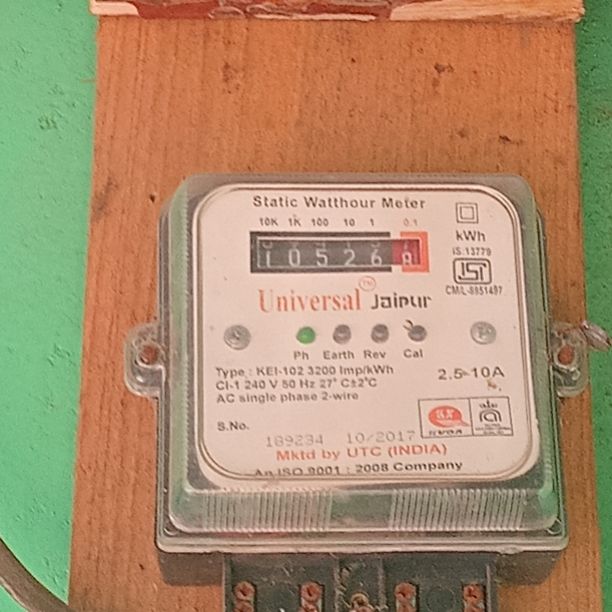 Static Watthour Meter
10K 1K 100 10 1 0.1
1 0 5 2 6 8
kWh
IS.13779
ISI
CM/L-8951497
Universal™ Jaipur
Ph Earth Rev Cal
Type : KEI-102 3200 Imp/kWh
2.5-10A
Cl-1 240 V 50 Hz 27° C±2°C
AC single phase 2-wire
S.No.
189234 10/2017
Mktd by UTC (INDIA)
An ISO 9001 : 2008 Company